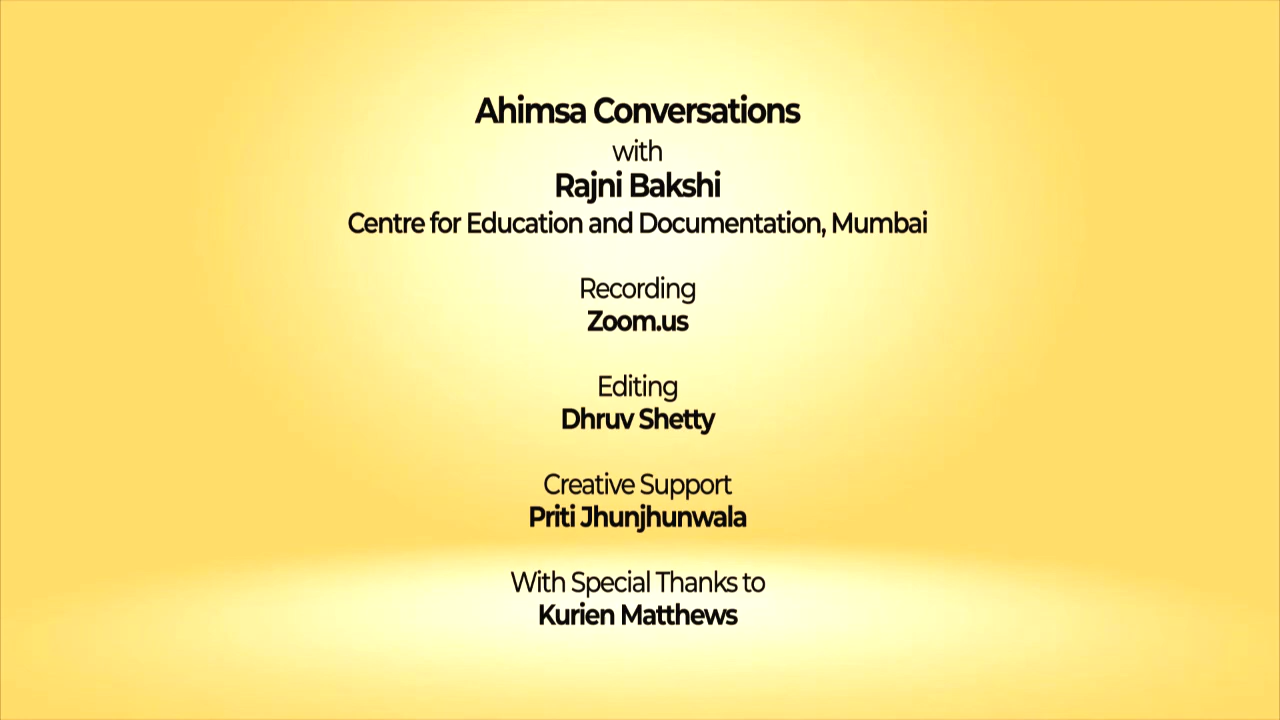 Ahimsa Conversations
with
Rajni Bakshi
Centre for Education and Documentation, Mumbai
Recording
Zoom.us
Editing
Dhruv Shetty
Creative Support
Priti Jhunjhunwala
With Special Thanks to
Kurien Matthews